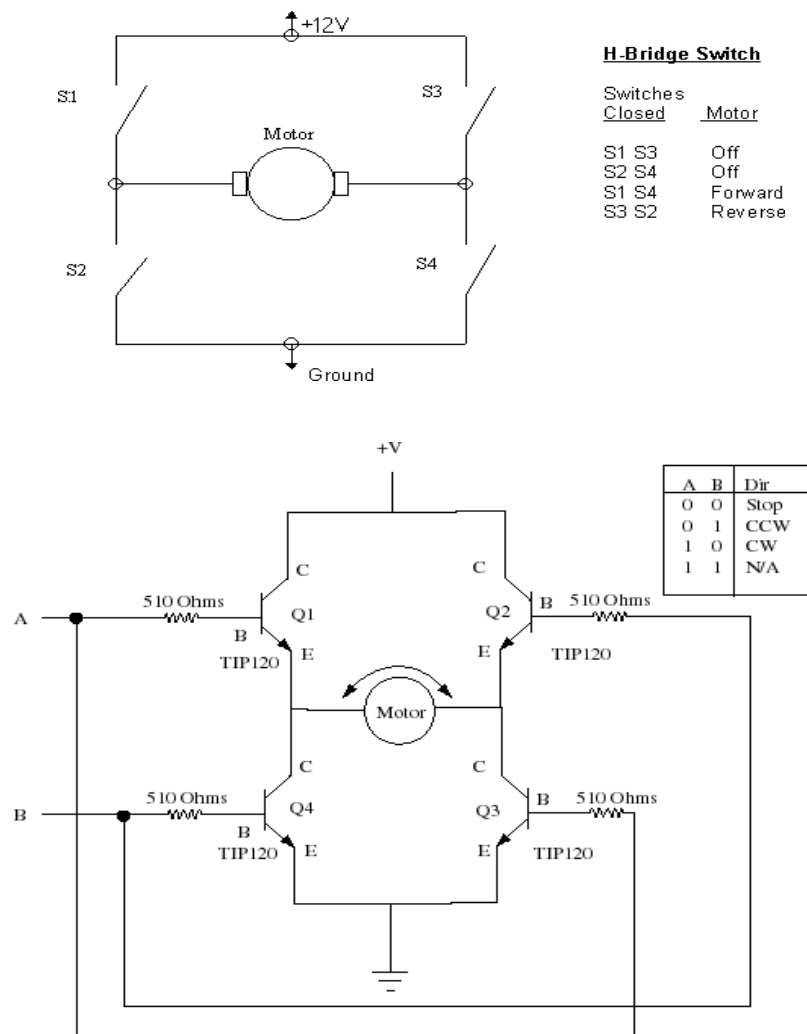 +12V
S1
S3
Motor
S2
S4
Ground
H-Bridge Switch
Switches
Closed Motor
S1 S3 Off
S2 S4 Off
S1 S4 Forward
S3 S2 Reverse
+V
A B Dir
0 0 Stop
0 1 CCW
1 0 CW
1 1 N/A
C C
510 Ohms Q1 Q2 B 510 Ohms
A
B E E
TIP120 TIP120
Motor
C C
510 Ohms Q4 Q3 B 510 Ohms
B
B E E
TIP120 TIP120